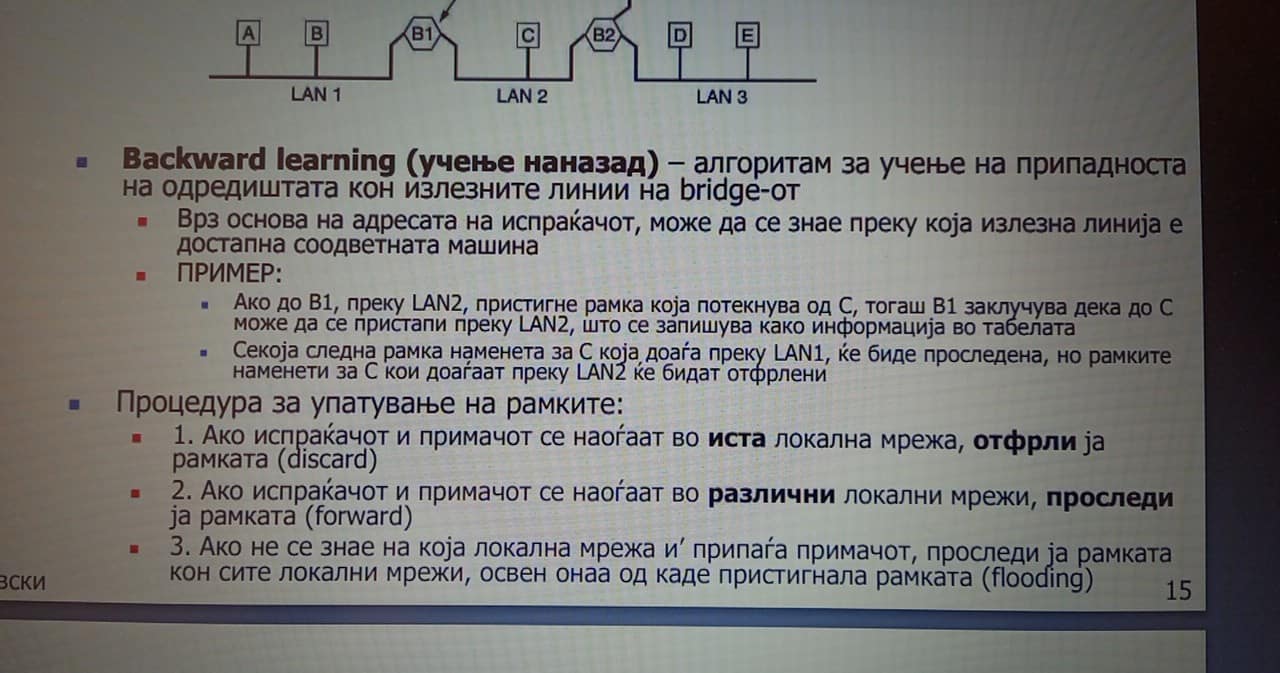 A B B1 C B2 D E
LAN 1 LAN 2 LAN 3
Backward learning (учење наназад) – алгоритам за учење на припадноста
на одредиштата кон излезните линии на bridge-от
Врз основа на адресата на испраќачот, може да се знае преку која излезна линија е
достапна соодветната машина
ПРИМЕР:
Ако до B1, преку LAN2, пристигне рамка која потекнува од C, тогаш B1 заклучува дека до C
може да се пристапи преку LAN2, што се запишува како информација во табелата
Секоја следна рамка наменета за C која доаѓа преку LAN1, ќе биде проследена, но рамките
наменети за C кои доаѓаат преку LAN2 ќе бидат отфрлени
Процедура за упатување на рамките:
1. Ако испраќачот и примачот се наоѓаат во иста локална мрежа, отфрли ја
рамката (discard)
2. Ако испраќачот и примачот се наоѓаат во различни локални мрежи, проследи
ја рамката (forward)
3. Ако не се знае на која локална мрежа и' припаѓа примачот, проследи ја рамката
кон сите локални мрежи, освен онаа од каде пристигнала рамката (flooding)
15